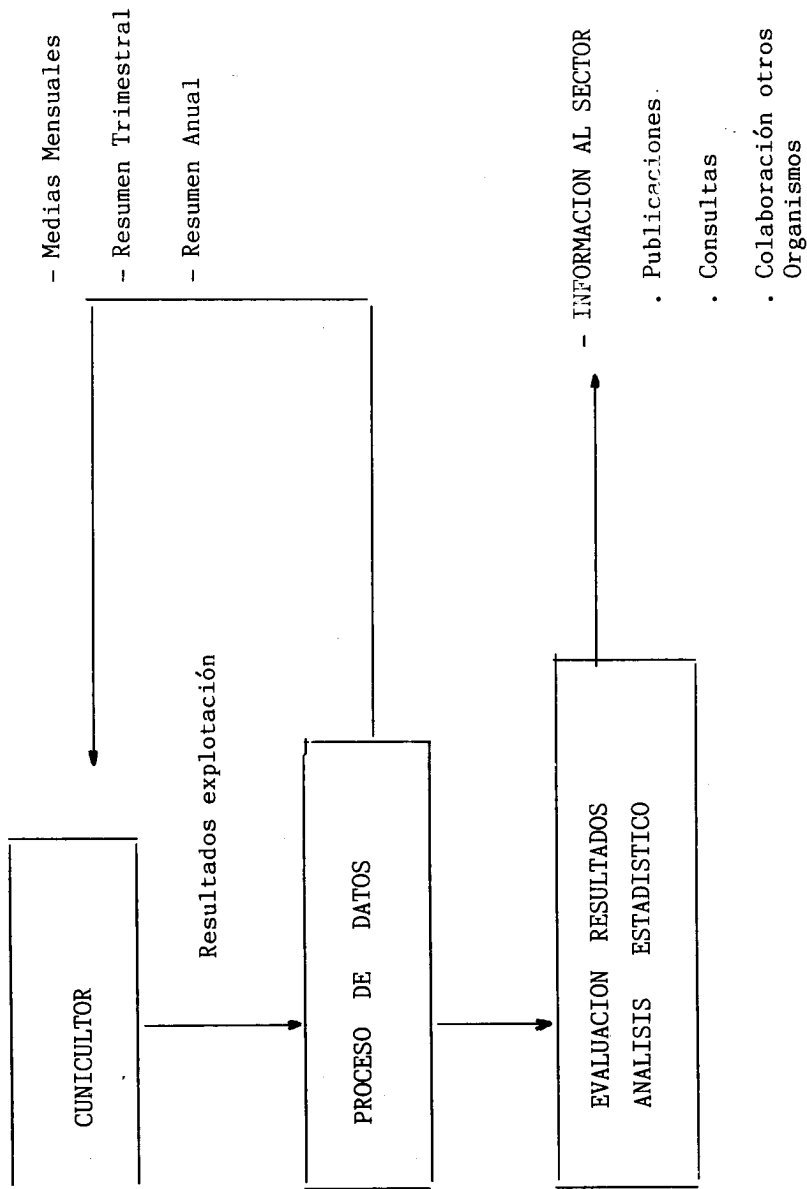 CUNICULTOR
- Medias Mensuales
- Resumen Trimestral
- Resumen Anual
Resultados explotación
PROCESO DE DATOS
EVALUACION RESULTADOS
ANALISIS ESTADISTICO
- INFORMACION AL SECTOR
. Publicaciones
. Consultas
. Colaboración otros
Organismos